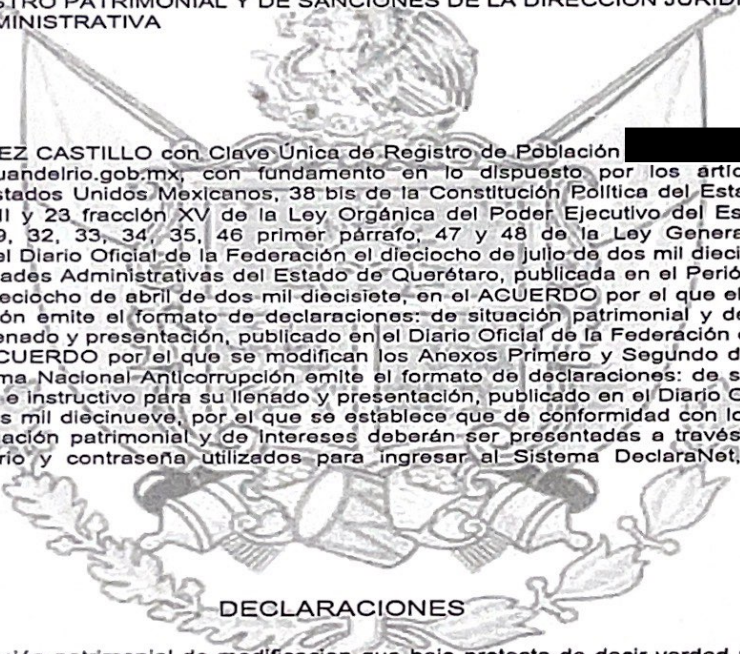 STRO PATRIMONIAL Y DE SANCIONES DE LA DIRECCIÓN JURÍDI
MINISTRATIVA
EZ CASTILLO con Clave Única de Registro de Población
uandelrio.gob.mx, con fundamento en lo dispuesto por los artíc
stados Unidos Mexicanos, 38 bis de la Constitución Política del Esta
II y 23 fracción XV de la Ley Orgánica del Poder Ejecutivo del Es
9, 32, 33, 34, 35, 46 primer párrafo, 47 y 48 de la Ley Genera
el Diario Oficial de la Federación el dieciocho de julio de dos mil dieci
ades Administrativas del Estado de Querétaro, publicada en el Perió
eciocho de abril de dos mil diecisiete, en el ACUERDO por el que el
ón emite el formato de declaraciones: de situación patrimonial y de
enado y presentación, publicado en el Diario Oficial de la Federación
CUERDO por el que se modifican los Anexos Primero y Segundo d
ma Nacional Anticorrupción emite el formato de declaraciones: de s
e instructivo para su llenado y presentación, publicado en el Diario O
s mil diecinueve, por el que se establece que de conformidad con lo
ación patrimonial y de intereses deberán ser presentadas a través
rio y contraseña utilizados para ingresar al Sistema DeclaraNet,
DECLARACIONES